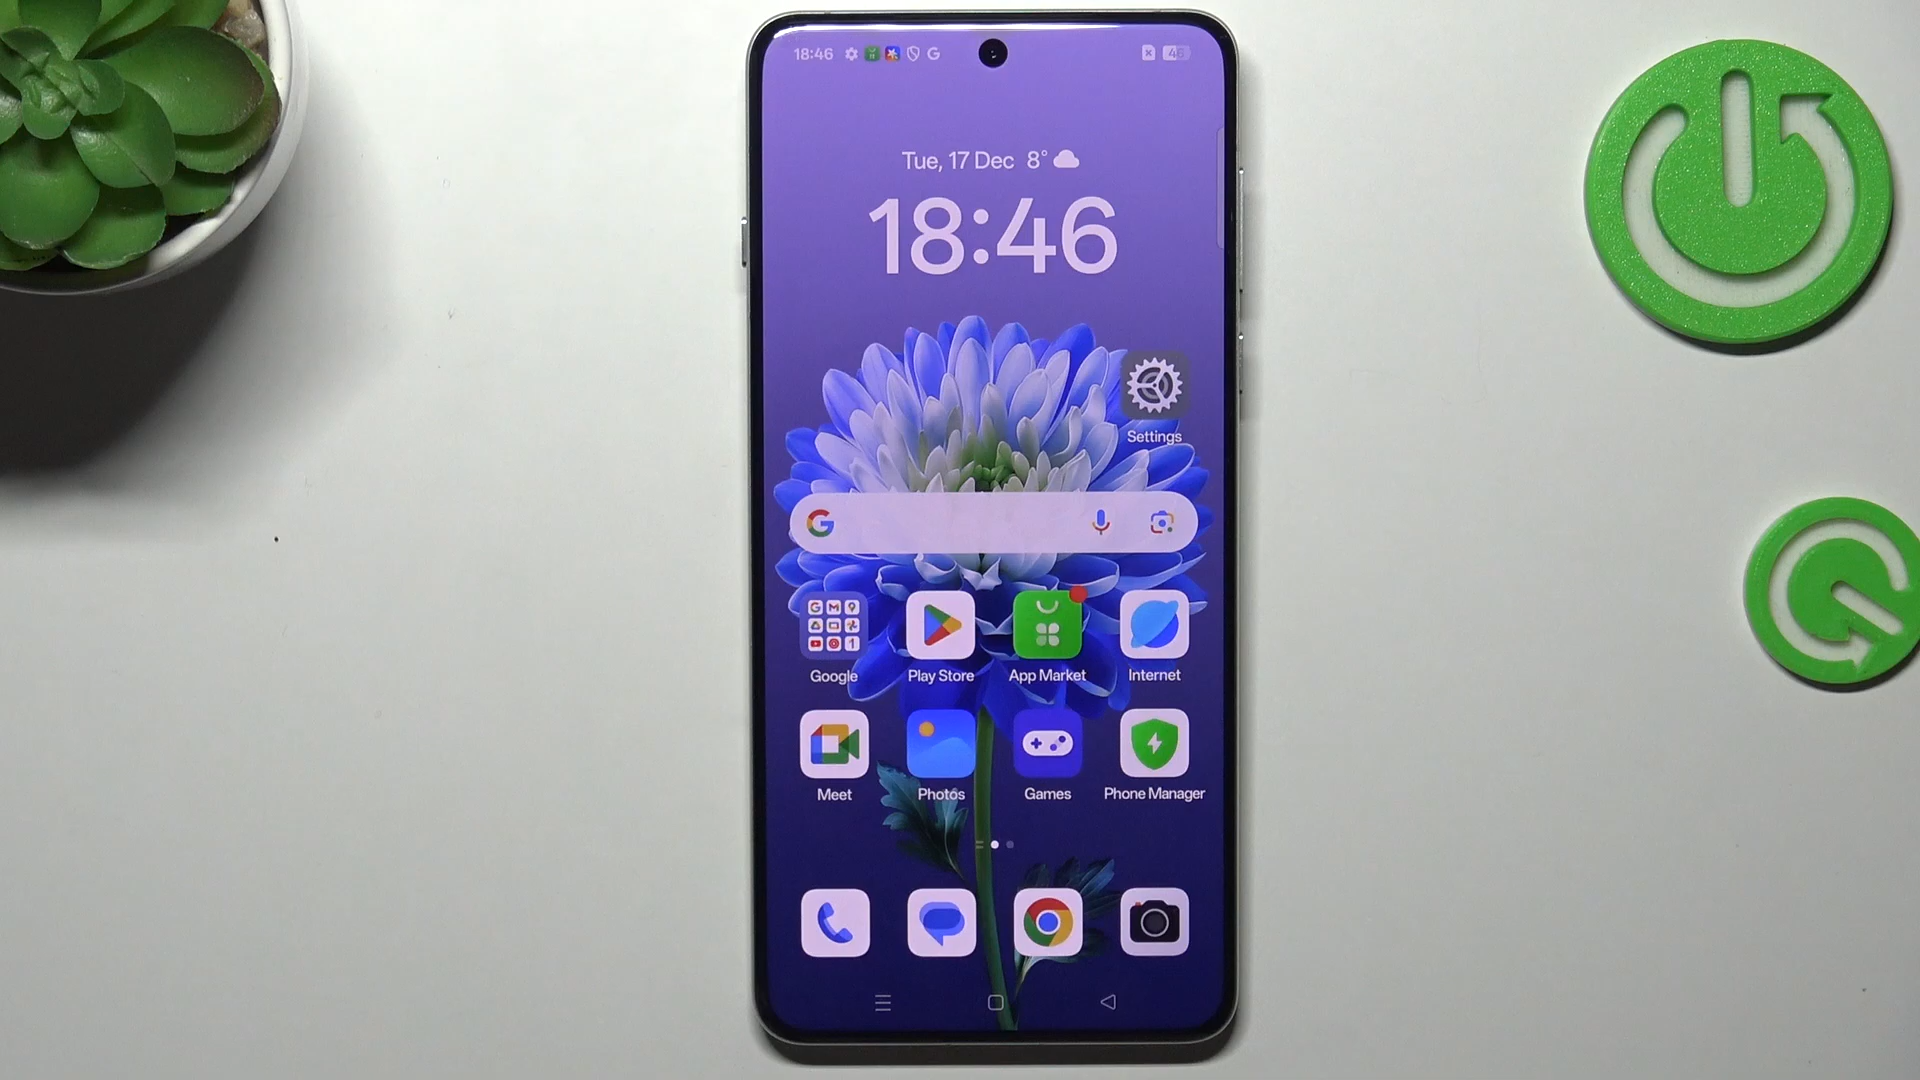 18:46 G 46
Tue, 17 Dec 8°
18:46
Settings
G
Google Play Store App Market Internet
Meet Photos Games Phone Manager